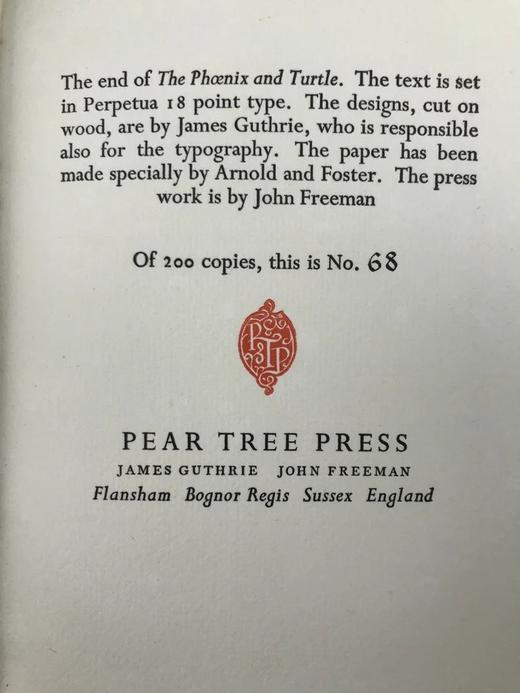 The end of The Phœnix and Turtle. The text is set
in Perpetua 18 point type. The designs, cut on
wood, are by James Guthrie, who is responsible
also for the typography. The paper has been
made specially by Arnold and Foster. The press
work is by John Freeman
Of 200 copies, this is No. 68
PTP
PEAR TREE PRESS
JAMES GUTHRIE JOHN FREEMAN
Flansham Bognor Regis Sussex England